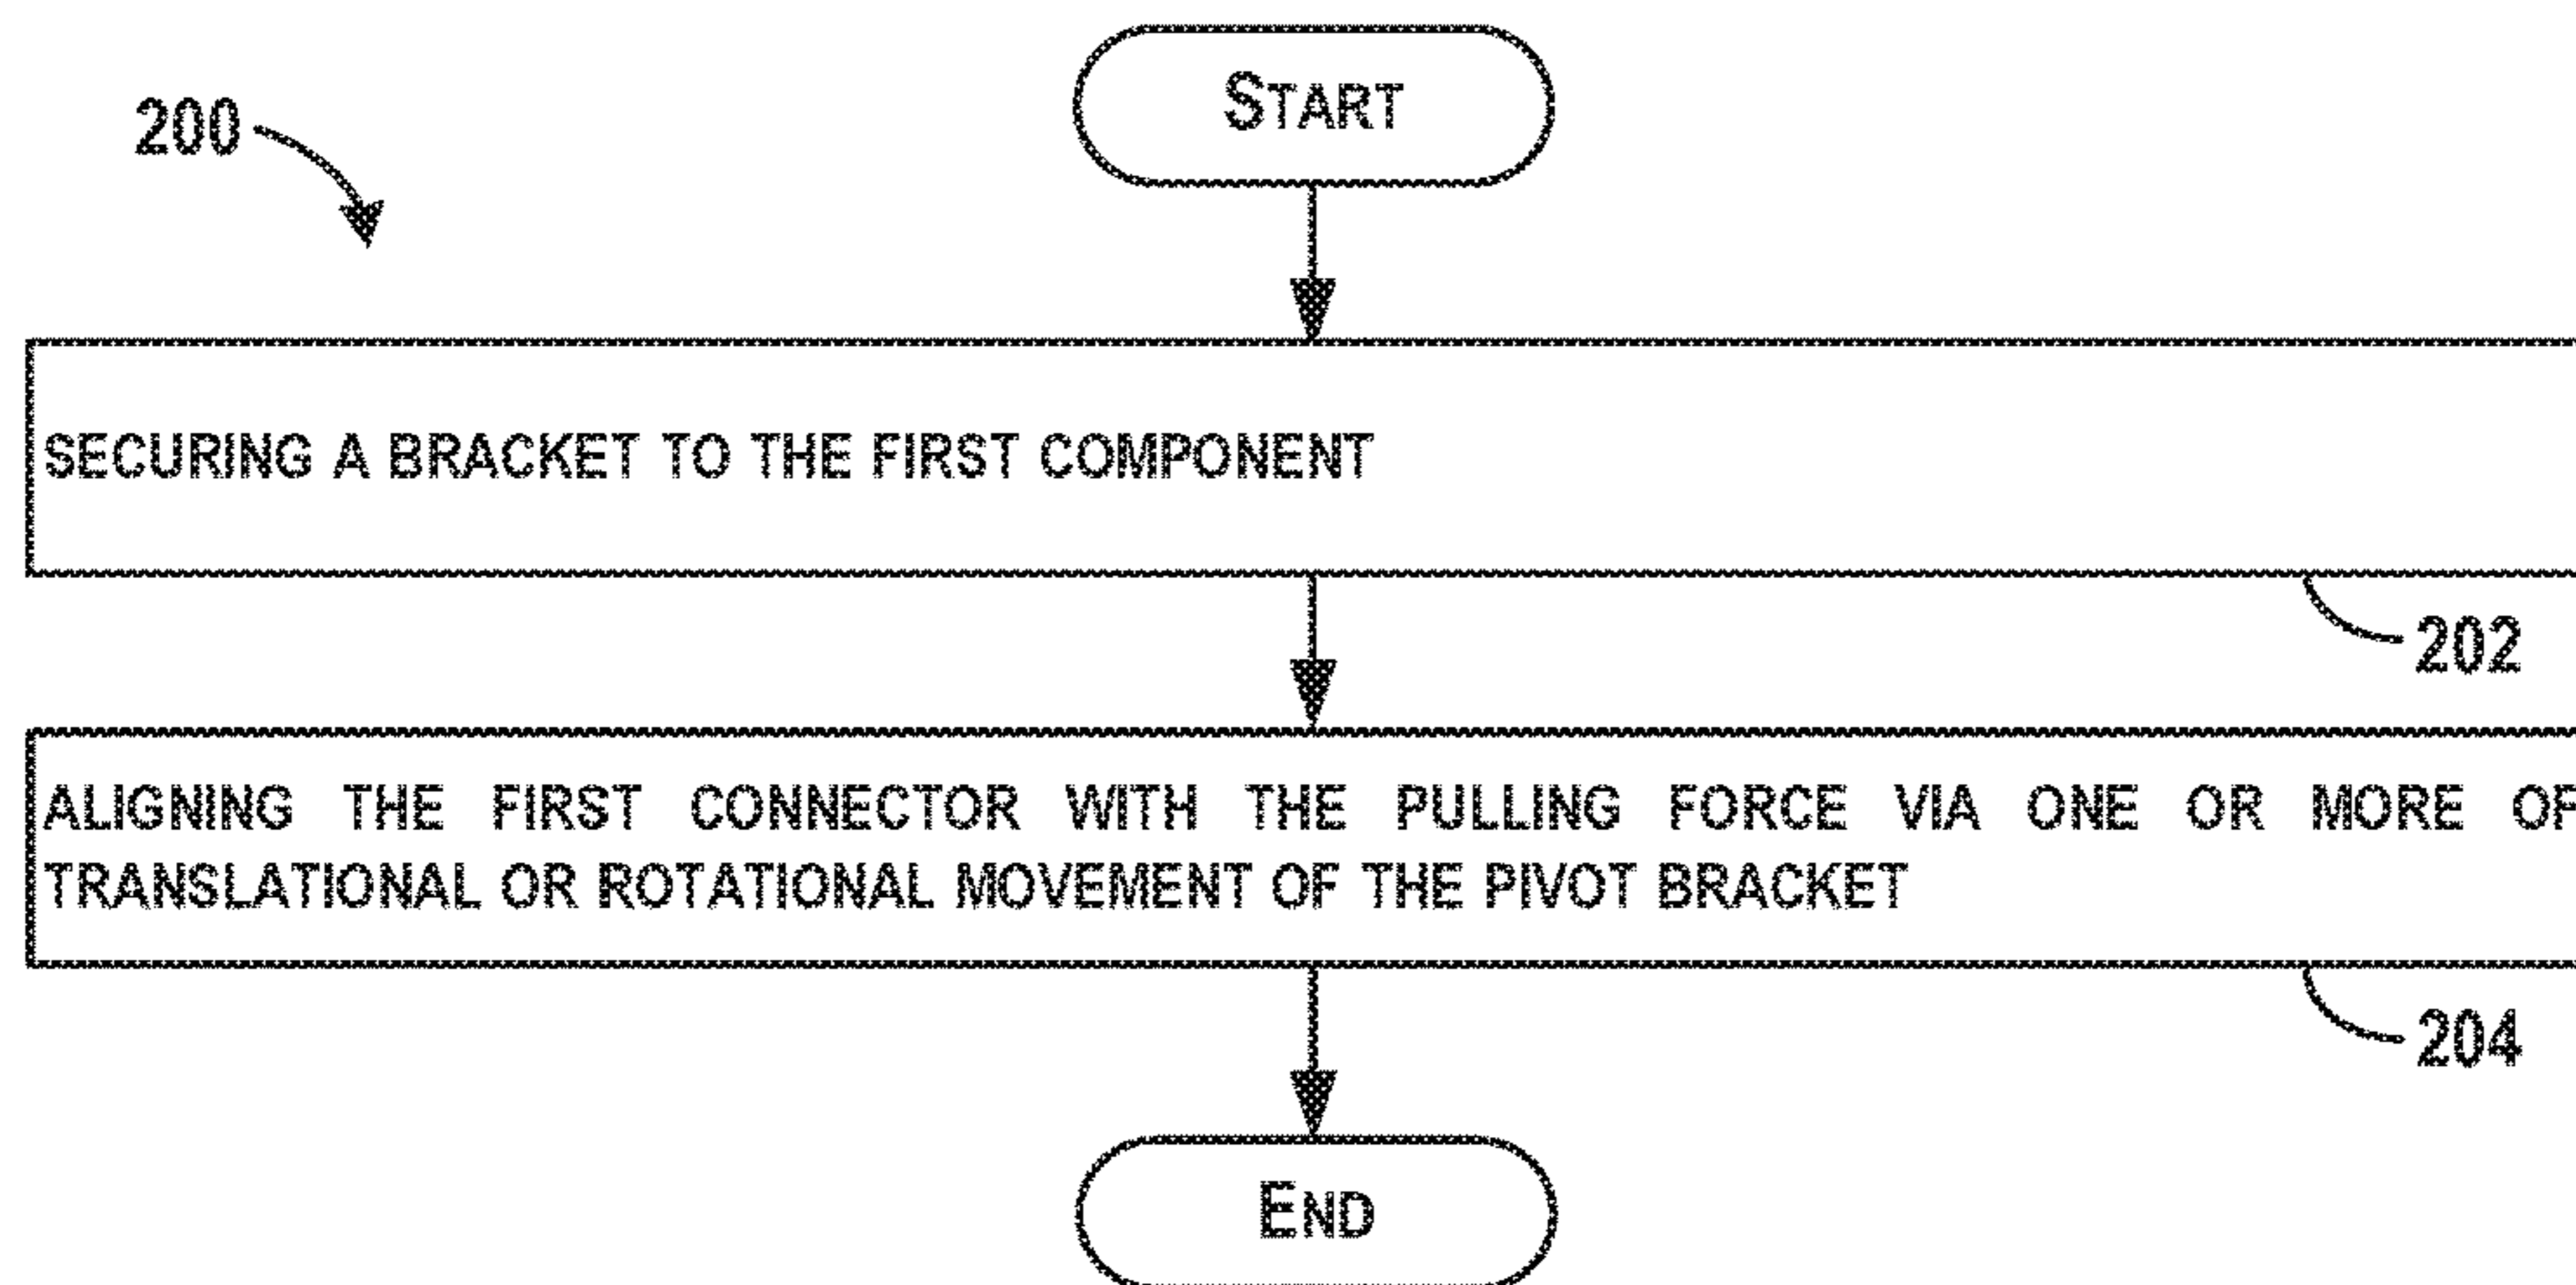 START
200
SECURING A BRACKET TO THE FIRST COMPONENT
202
ALIGNING THE FIRST CONNECTOR WITH THE PULLING FORCE VIA ONE OR MORE OF
TRANSLATIONAL OR ROTATIONAL MOVEMENT OF THE PIVOT BRACKET
204
END